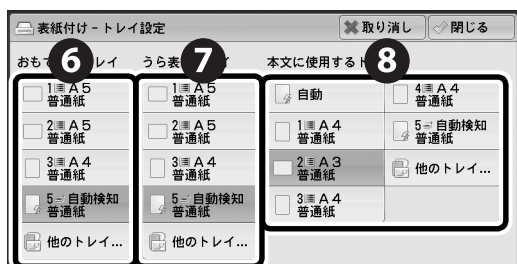 表紙付け - トレイ設定
取り消し
閉じる
おも
レイ
うら表
本文に使用する
6
7
8
1 A5
普通紙
2 A5
普通紙
3 A4
普通紙
5 自動検知
普通紙
他のトレイ...
1 A5
普通紙
2 A5
普通紙
3 A4
普通紙
5 自動検知
普通紙
他のトレイ...
自動
1 A4
普通紙
2 A3
普通紙
3 A4
普通紙
4 A4
普通紙
5 自動検知
普通紙
他のトレイ...